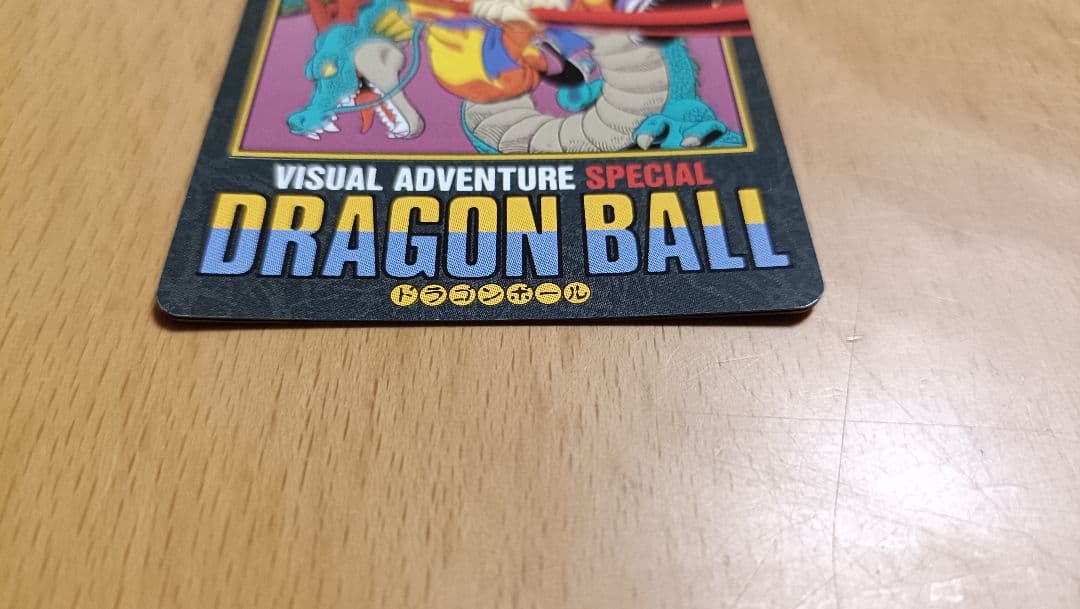 VISUAL ADVENTURE SPECIAL
DRAGON BALL
ドラゴンボール